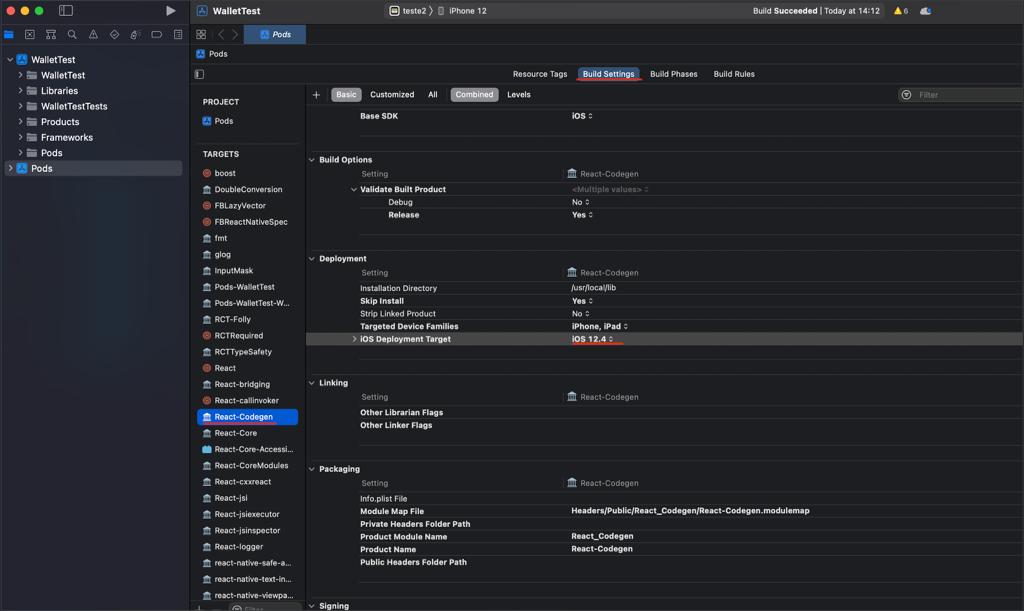 WalletTest
teste2 〉 iPhone 12
Build Succeeded | Today at 14:12
6
Pods
Pods
WalletTest
WalletTest
Libraries
WalletTestTests
Products
Frameworks
Pods
Pods
PROJECT
Pods
TARGETS
boost
DoubleConversion
FBLazyVector
FBReactNativeSpec
fmt
glog
InputMask
Pods-WalletTest
Pods-WalletTest-W...
RCT-Folly
RCTRequired
RCTTypeSafety
React
React-bridging
React-callinvoker
React-Codegen
React-Core
React-Core-Accessi...
React-CoreModules
React-cxxreact
React-jsi
React-jsiexecutor
React-jsinspector
React-logger
react-native-safe-a...
react-native-text-in...
react-native-viewpa...
Filter
Resource Tags Build Settings Build Phases Build Rules
Basic Customized All Combined Levels Filter
Base SDK iOS
Build Options
Setting React-Codegen
Validate Built Product <Multiple values>
Debug No
Release Yes
Deployment
Setting React-Codegen
Installation Directory /usr/local/lib
Skip Install Yes
Strip Linked Product No
Targeted Device Families iPhone, iPad
iOS Deployment Target iOS 12.4
Linking
Setting React-Codegen
Other Librarian Flags
Other Linker Flags
Packaging
Setting React-Codegen
Info.plist File
Module Map File Headers/Public/React_Codegen/React-Codegen.modulemap
Private Headers Folder Path
Product Module Name React_Codegen
Product Name React-Codegen
Public Headers Folder Path
Signing